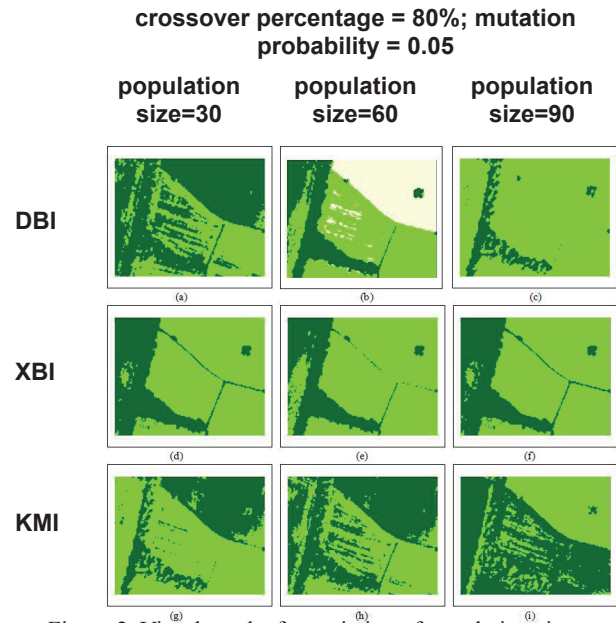 crossover percentage = 80%; mutation
probability = 0.05
population
size=30
population
size=60
population
size=90
DBI
(a)
(b)
(c)
XBI
(d)
(e)
(f)
KMI
(g)
(h)
(i)